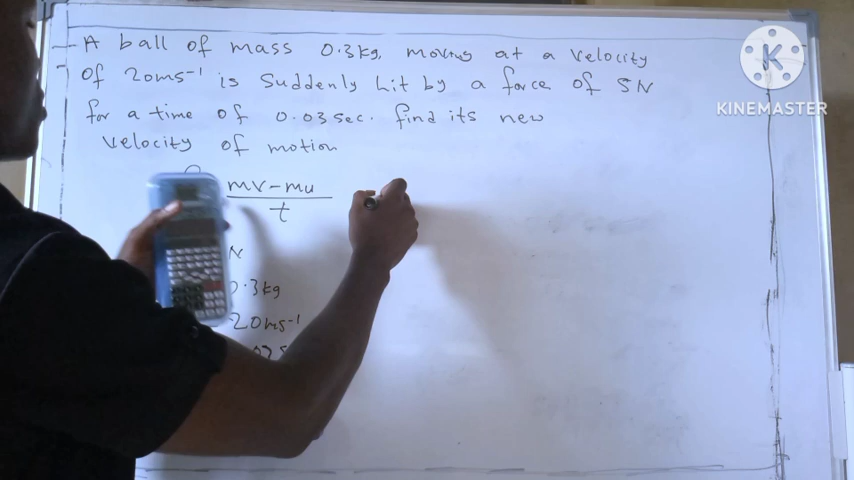 A ball of mass 0.3kg, moving at a velocity
of 20ms⁻¹ is suddenly hit by a force of 5N
for a time of 0.03sec. find its new
velocity of motion
mv-mu
t
N
0.3kg
20ms⁻¹
K
KINEMASTER